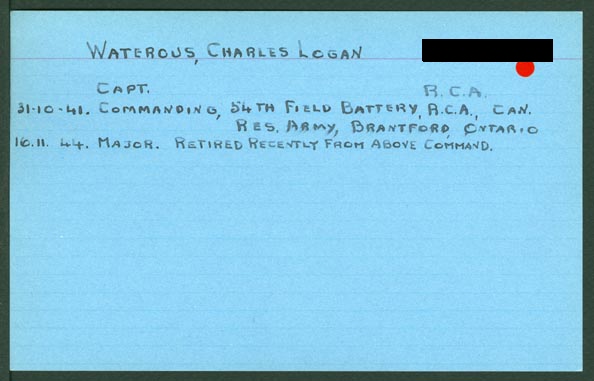 WATEROUS, CHARLES LOGAN
CAPT. R.C.A.
31-10-41. COMMANDING, 54TH FIELD BATTERY, R.C.A., CAN.
RES. ARMY, BRANTFORD, ONTARIO
16.11. 44. MAJOR. RETIRED RECENTLY FROM ABOVE COMMAND.